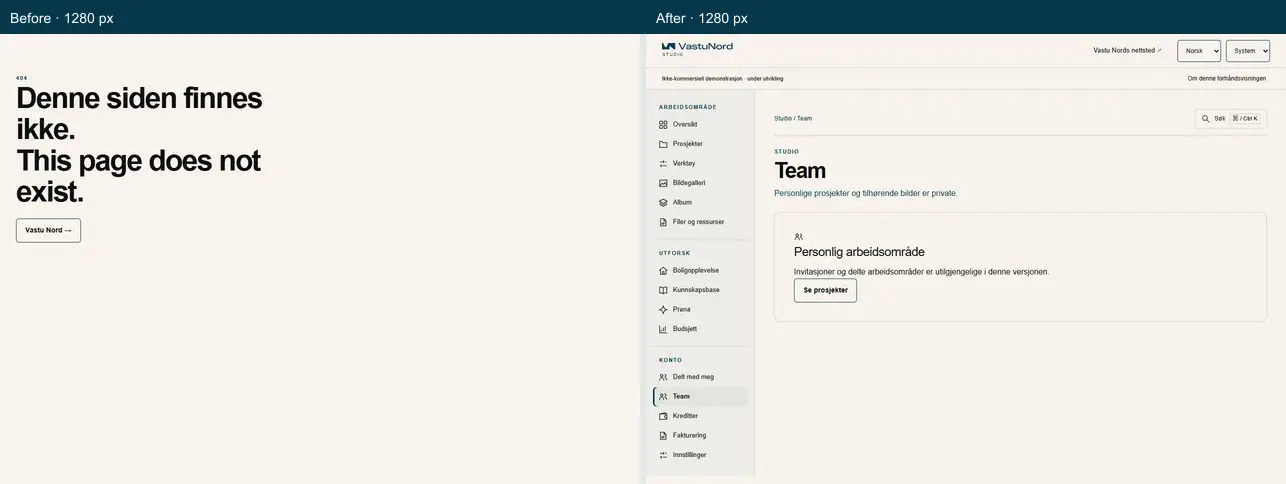 Before · 1280 px
404
Denne siden finnes
ikke.
This page does not
exist.
Vastu Nord →
After · 1280 px
VastuNord
STUDIO
Vastu Nords nettsted ↗
Norsk
System
Ikke-kommersiell demonstrasjon · under utvikling
Om denne forhåndsvisningen
ARBEIDSOMRÅDE
Oversikt
Prosjekter
Verktøy
Bildegalleri
Album
Filer og ressurser
UTFORSK
Boligopplevelse
Kunnskapsbase
Prana
Budsjett
KONTO
Delt med meg
Team
Kreditter
Fakturering
Innstillinger
Studio / Team
Søk ⌘ / Ctrl K
STUDIO
Team
Personlige prosjekter og tilhørende bilder er private.
Personlig arbeidsområde
Invitasjoner og delte arbeidsområder er utilgjengelige i denne versjonen.
Se prosjekter